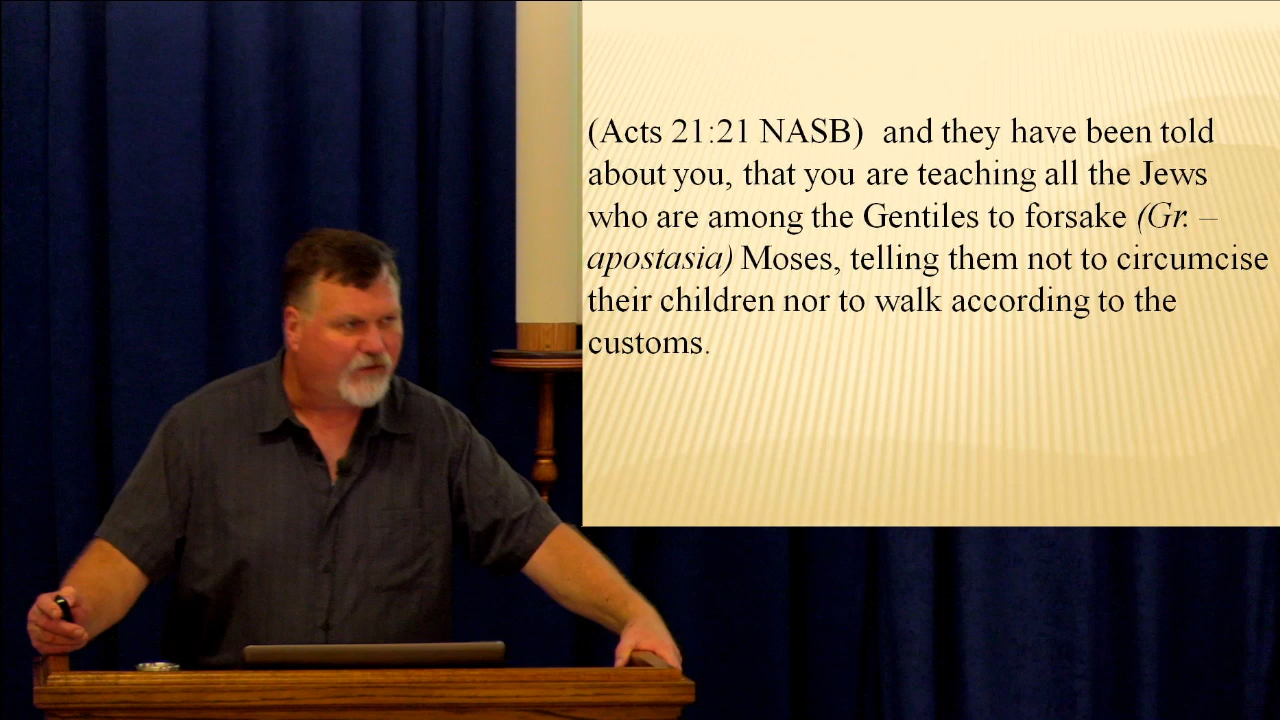 (Acts 21:21 NASB)  and they have been told
about you, that you are teaching all the Jews
who are among the Gentiles to forsake (Gr. –
apostasia) Moses, telling them not to circumcise
their children nor to walk according to the
customs.